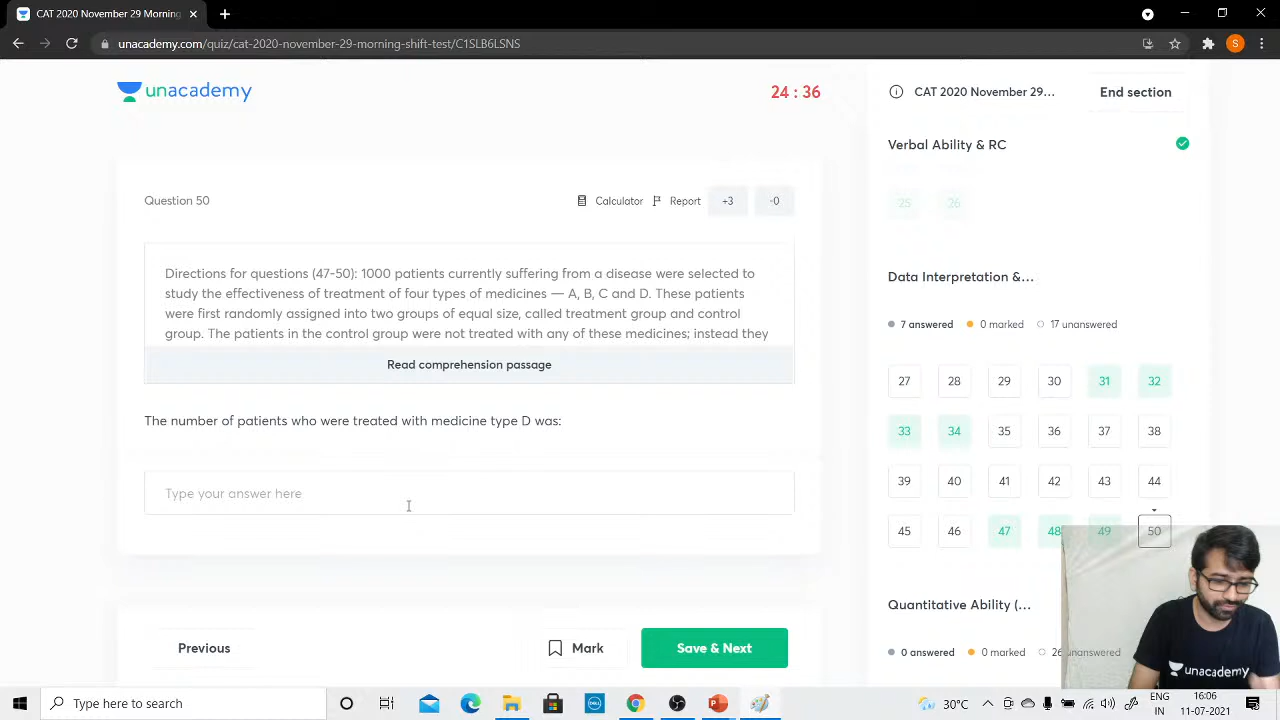 CAT 2020 November 29 Morning
unacademy.com/quiz/cat-2020-november-29-morning-shift-test/C1SLB6LSNS
S
unacademy
24 : 36
CAT 2020 November 29...
End section
Verbal Ability & RC
Question 50
Calculator
Report
+3
-0
25 26
Directions for questions (47-50): 1000 patients currently suffering from a disease were selected to
study the effectiveness of treatment of four types of medicines — A, B, C and D. These patients
were first randomly assigned into two groups of equal size, called treatment group and control
group. The patients in the control group were not treated with any of these medicines; instead they
Read comprehension passage
The number of patients who were treated with medicine type D was:
Type your answer here
Data Interpretation &...
7 answered 0 marked 17 unanswered
27 28 29 30 31 32
33 34 35 36 37 38
39 40 41 42 43 44
45 46 47 48 49 50
Quantitative Ability (...
0 answered 0 marked 26 unanswered
Previous
Mark
Save & Next
unacademy
Type here to search
30°C
ENG
IN
16:06
11-07-2021